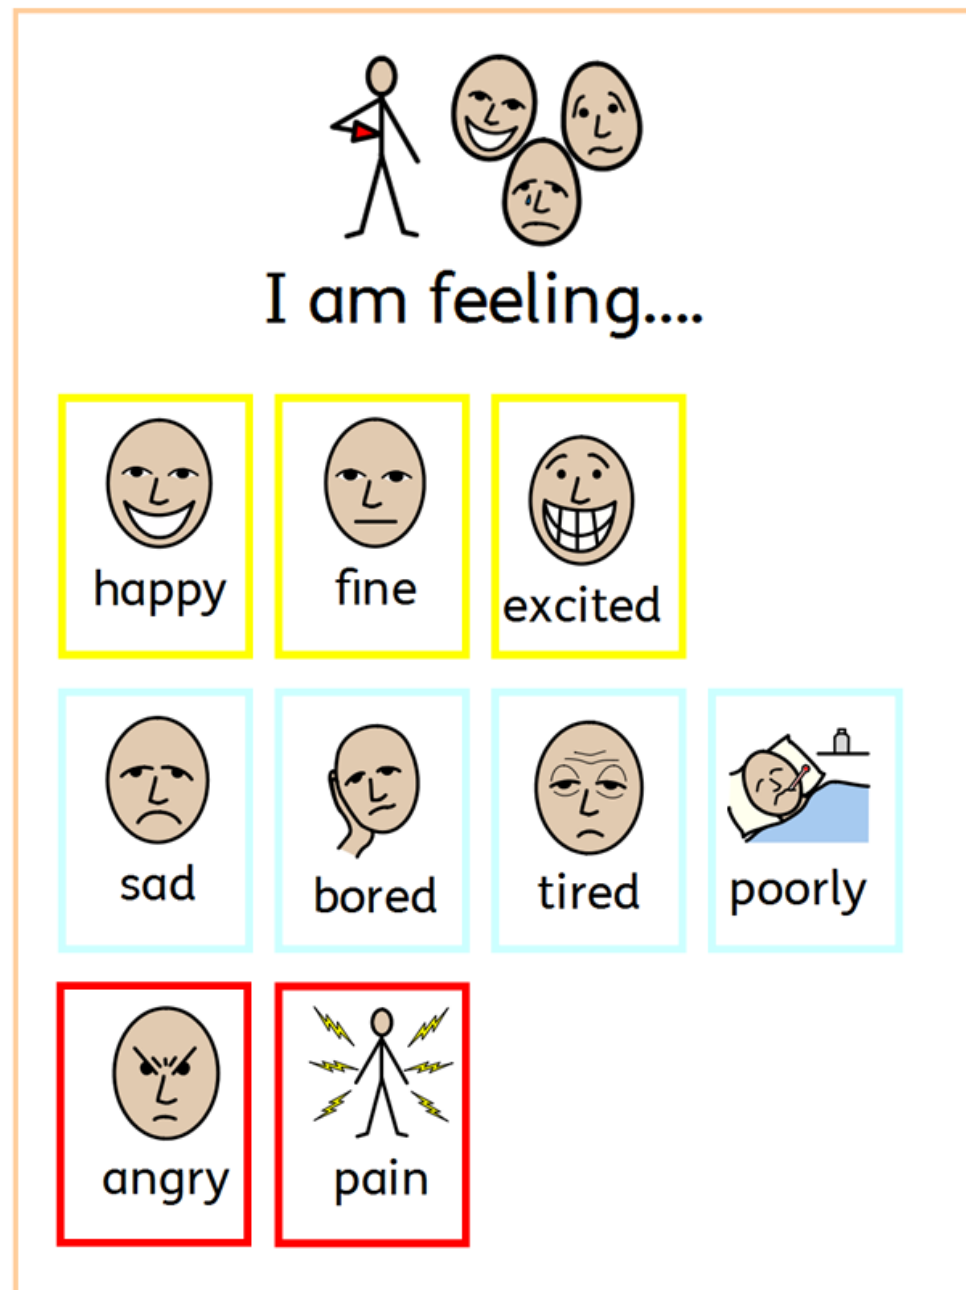 I am feeling....
happy
fine
excited
sad
bored
tired
poorly
angry
pain